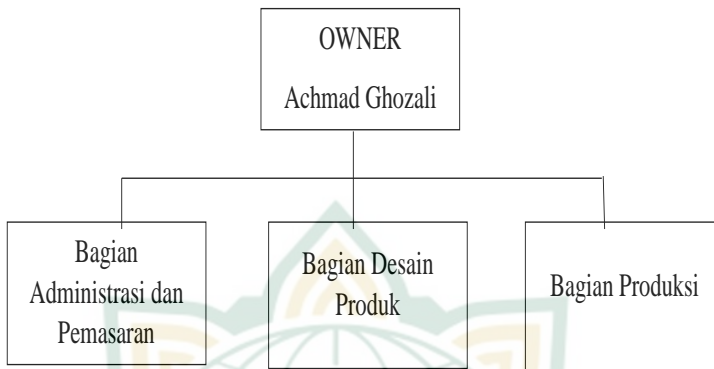 OWNER
Achmad Ghozali
Bagian
Administrasi dan
Pemasaran
Bagian Desain
Produk
Bagian Produksi